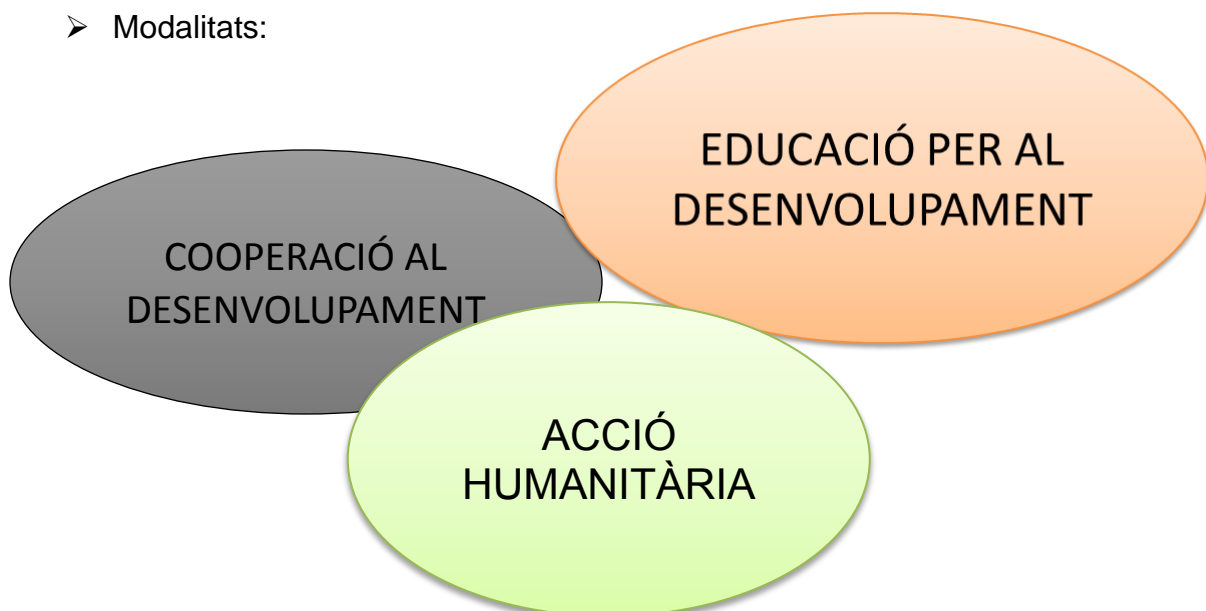 ➢ Modalitats:
EDUCACIÓ PER AL
DESENVOLUPAMENT
COOPERACIÓ AL
DESENVOLUPAMENT
ACCIÓ
HUMANITÀRIA